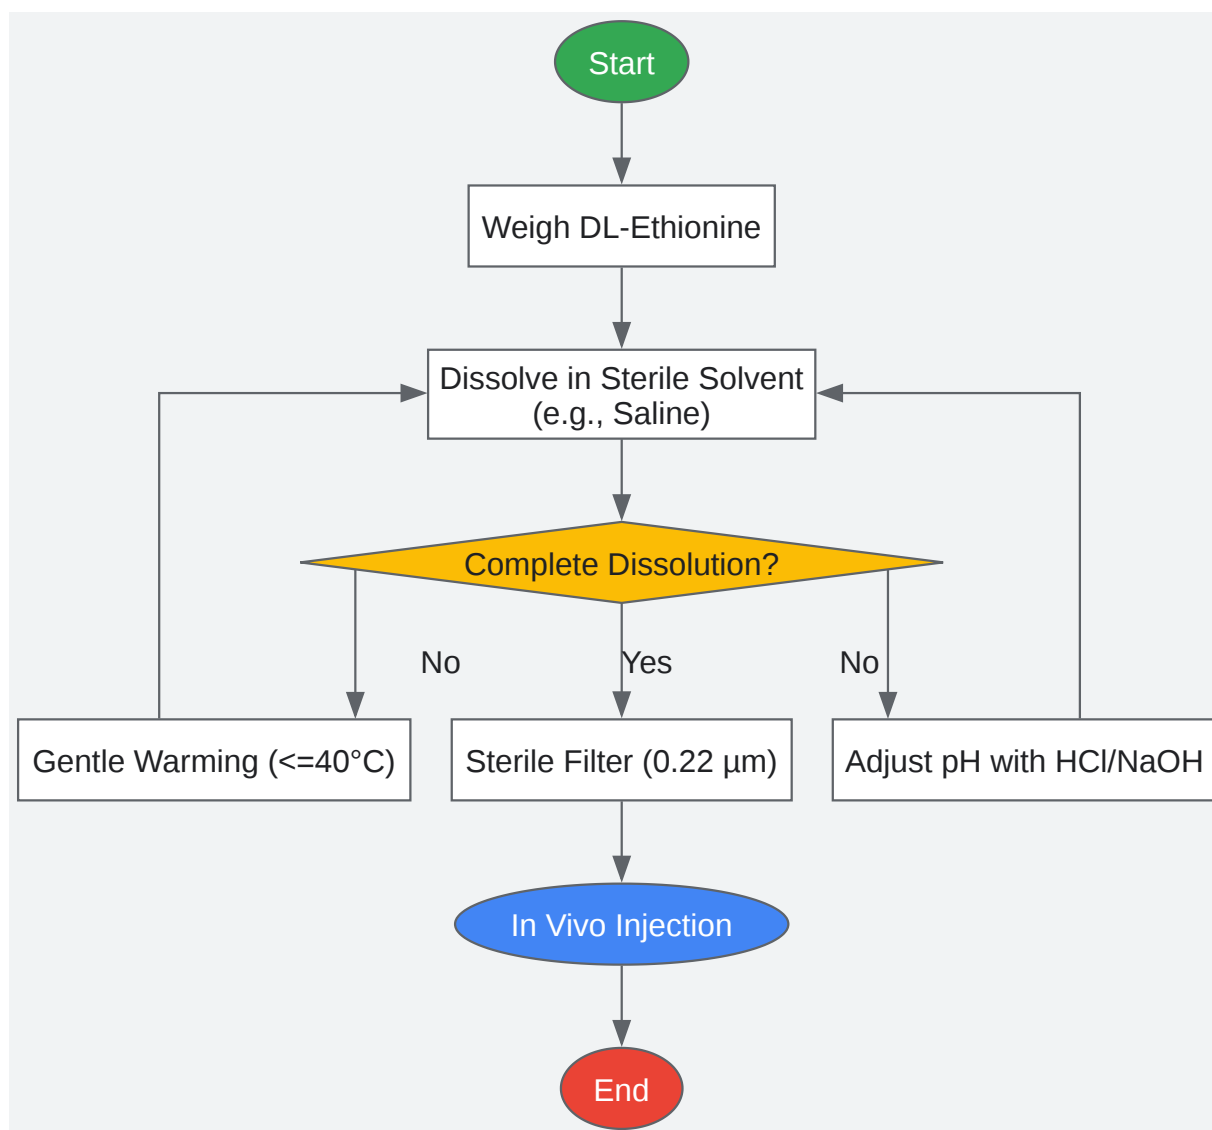 Start
Weigh DL-Ethionine
Dissolve in Sterile Solvent
(e.g., Saline)
Complete Dissolution?
No
Yes
No
Gentle Warming (<=40°C)
Sterile Filter (0.22 µm)
Adjust pH with HCl/NaOH
In Vivo Injection
End